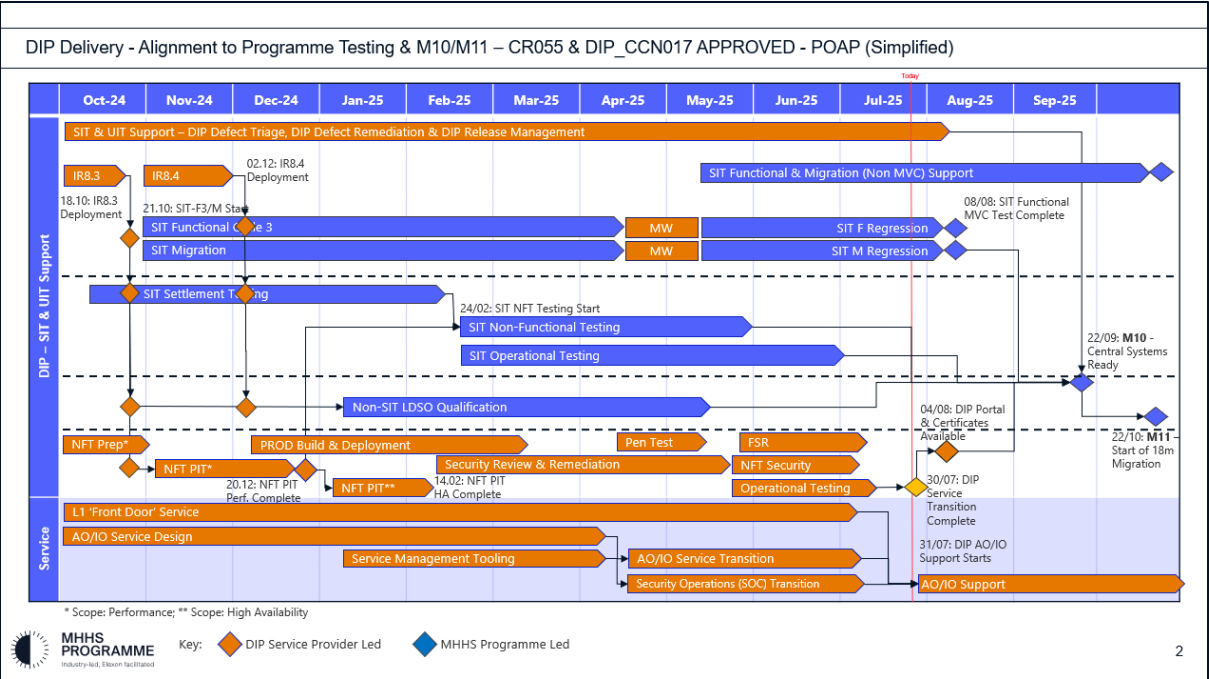 DIP Delivery - Alignment to Programme Testing & M10/M11 – CR055 & DIP_CCN017 APPROVED - POAP (Simplified)
Today
Oct-24 Nov-24 Dec-24 Jan-25 Feb-25 Mar-25 Apr-25 May-25 Jun-25 Jul-25 Aug-25 Sep-25
DIP – SIT & UIT Support
SIT & UIT Support – DIP Defect Triage, DIP Defect Remediation & DIP Release Management
IR8.3
IR8.4
02.12: IR8.4
Deployment
SIT Functional & Migration (Non MVC) Support
18.10: IR8.3
Deployment
21.10: SIT-F3/M Start
08/08: SIT Functional
MVC Test Complete
SIT Functional Cycle 3
MW
SIT F Regression
SIT Migration
MW
SIT M Regression
SIT Settlement Testing
24/02: SIT NFT Testing Start
SIT Non-Functional Testing
SIT Operational Testing
22/09: M10 -
Central Systems
Ready
Non-SIT LDSO Qualification
04/08: DIP Portal
& Certificates
Available
22/10: M11 –
Start of 18m
Migration
NFT Prep*
PROD Build & Deployment
Pen Test
FSR
NFT PIT*
Security Review & Remediation
NFT Security
20.12: NFT PIT
Perf. Complete
NFT PIT**
14.02: NFT PIT
HA Complete
Operational Testing
30/07: DIP
Service
Transition
Complete
Service
L1 'Front Door' Service
AO/IO Service Design
31/07: DIP AO/IO
Support Starts
Service Management Tooling
AO/IO Service Transition
Security Operations (SOC) Transition
AO/IO Support
* Scope: Performance; ** Scope: High Availability
MHHS
PROGRAMME
Industry-led, Elexon facilitated
Key:
DIP Service Provider Led
MHHS Programme Led
2